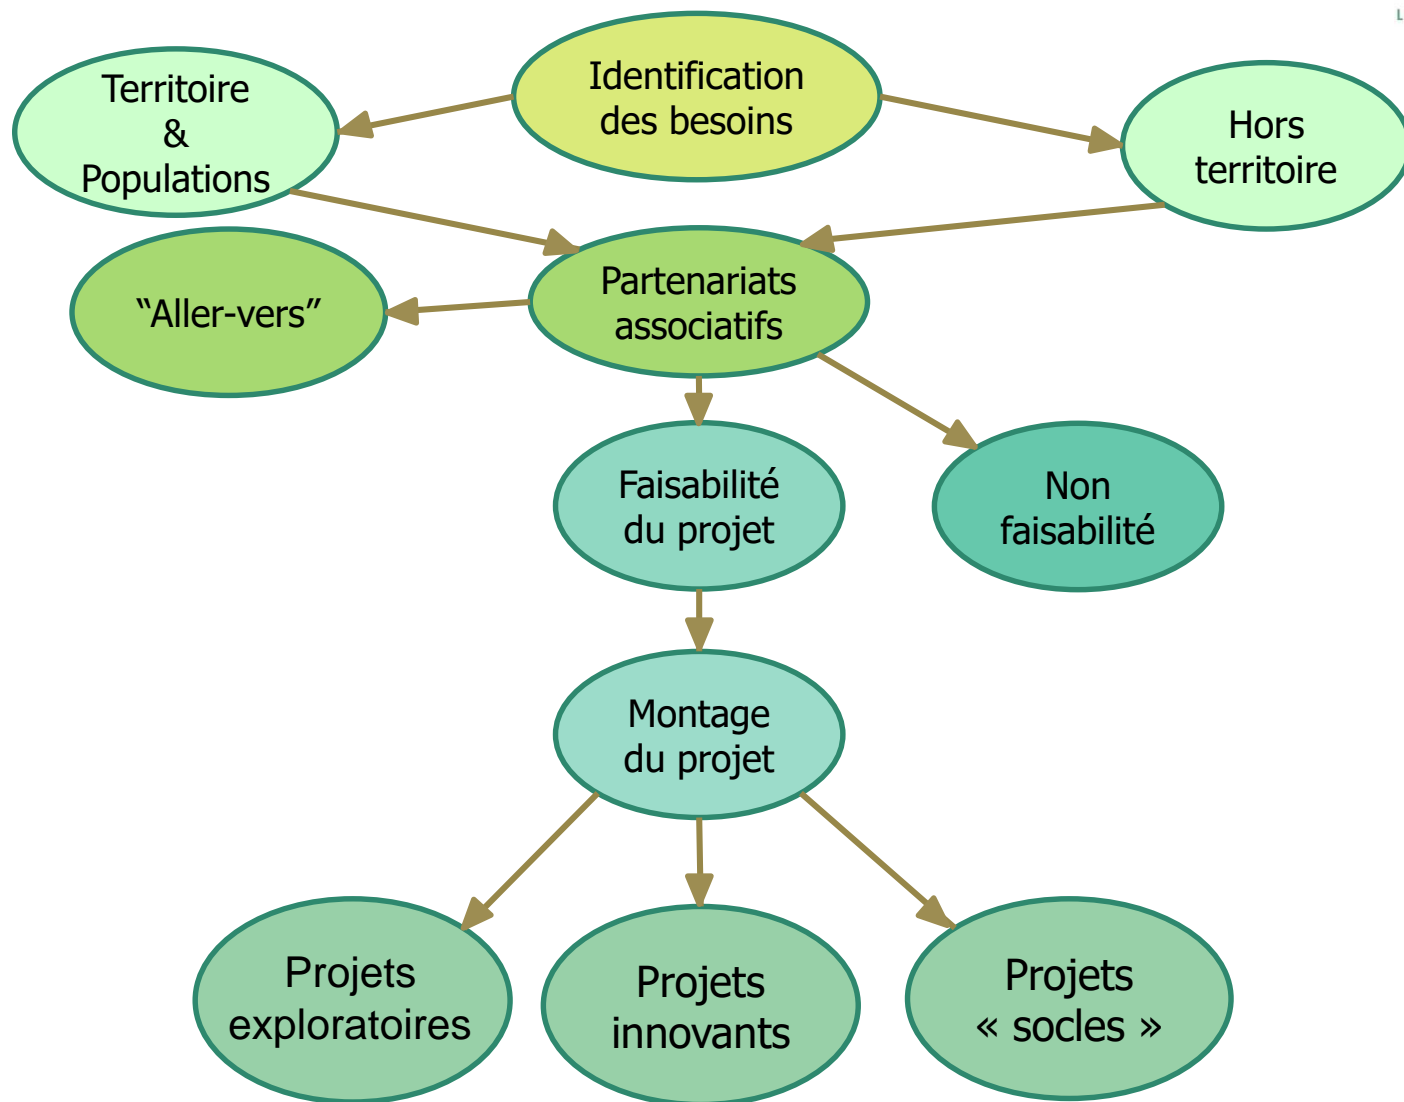 L
Identification
des besoins
Territoire
&
Populations
Hors
territoire
“Aller-vers”
Partenariats
associatifs
Faisabilité
du projet
Non
faisabilité
Montage
du projet
Projets
exploratoires
Projets
innovants
Projets
« socles »